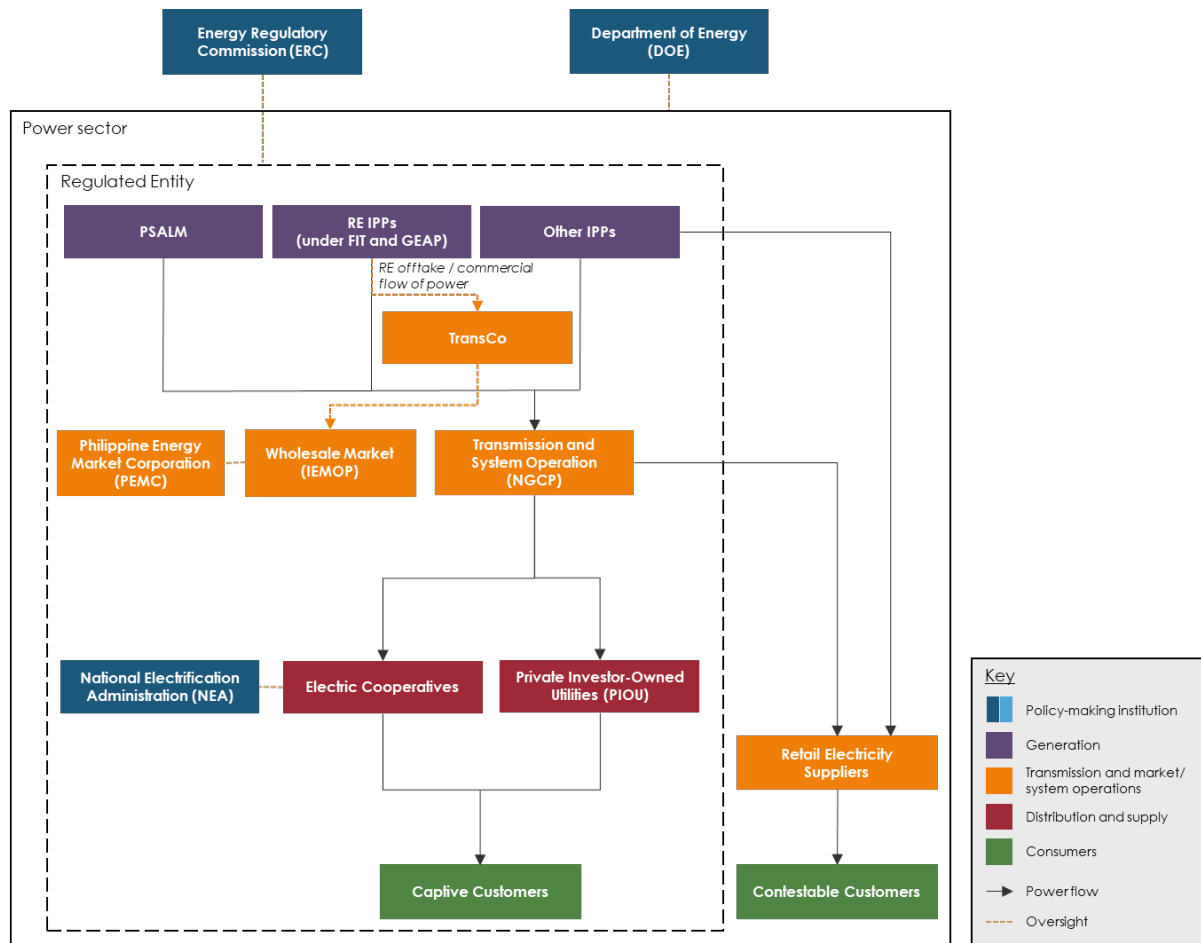 Energy Regulatory
Commission (ERC)
Department of Energy
(DOE)
Power sector
Regulated Entity
PSALM
RE IPPs
(under FIT and GEAP)
Other IPPs
RE offtake / commercial
flow of power
TransCo
Philippine Energy
Market Corporation
(PEMC)
Wholesale Market
(IEMOP)
Transmission and
System Operation
(NGCP)
National Electrification
Administration (NEA)
Electric Cooperatives
Private Investor-Owned
Utilities (PIOU)
Retail Electricity
Suppliers
Captive Customers
Contestable Customers
Key
Policy-making institution
Generation
Transmission and market/
system operations
Distribution and supply
Consumers
Power flow
Oversight